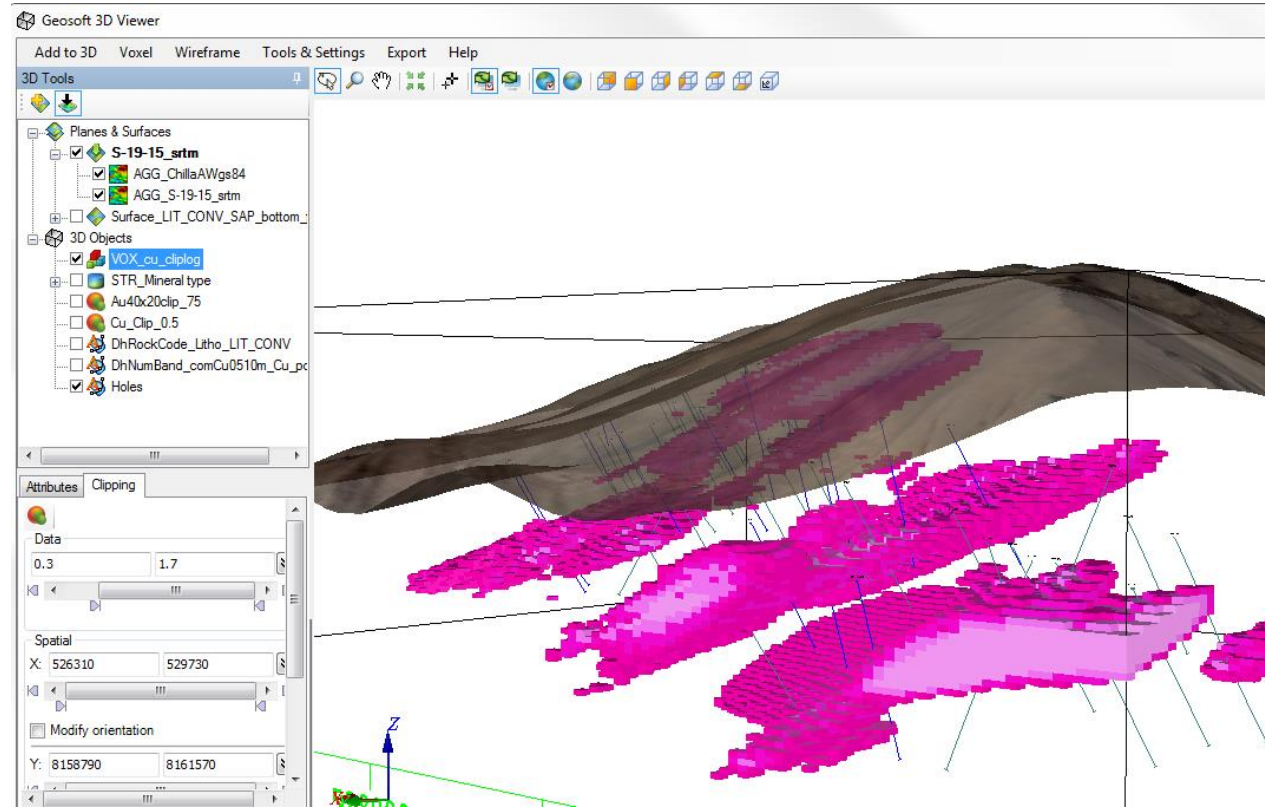 Geosoft 3D Viewer
Add to 3D Voxel Wireframe Tools & Settings Export Help
3D Tools
Planes & Surfaces
S-19-15_srtm
AGG_ChillaAWgs84
AGG_S-19-15_srtm
Surface_LIT_CONV_SAP_bottom_
3D Objects
VOX_cu_cliplog
STR_Mineral type
Au40x20clip_75
Cu_Clip_0.5
DhRockCode_Litho_LIT_CONV
DhNumBand_comCu0510m_Cu_pc
Holes
Attributes Clipping
Data
0.3 1.7
Spatial
X: 526310 529730
Modify orientation
Y: 8158790 8161570
Z